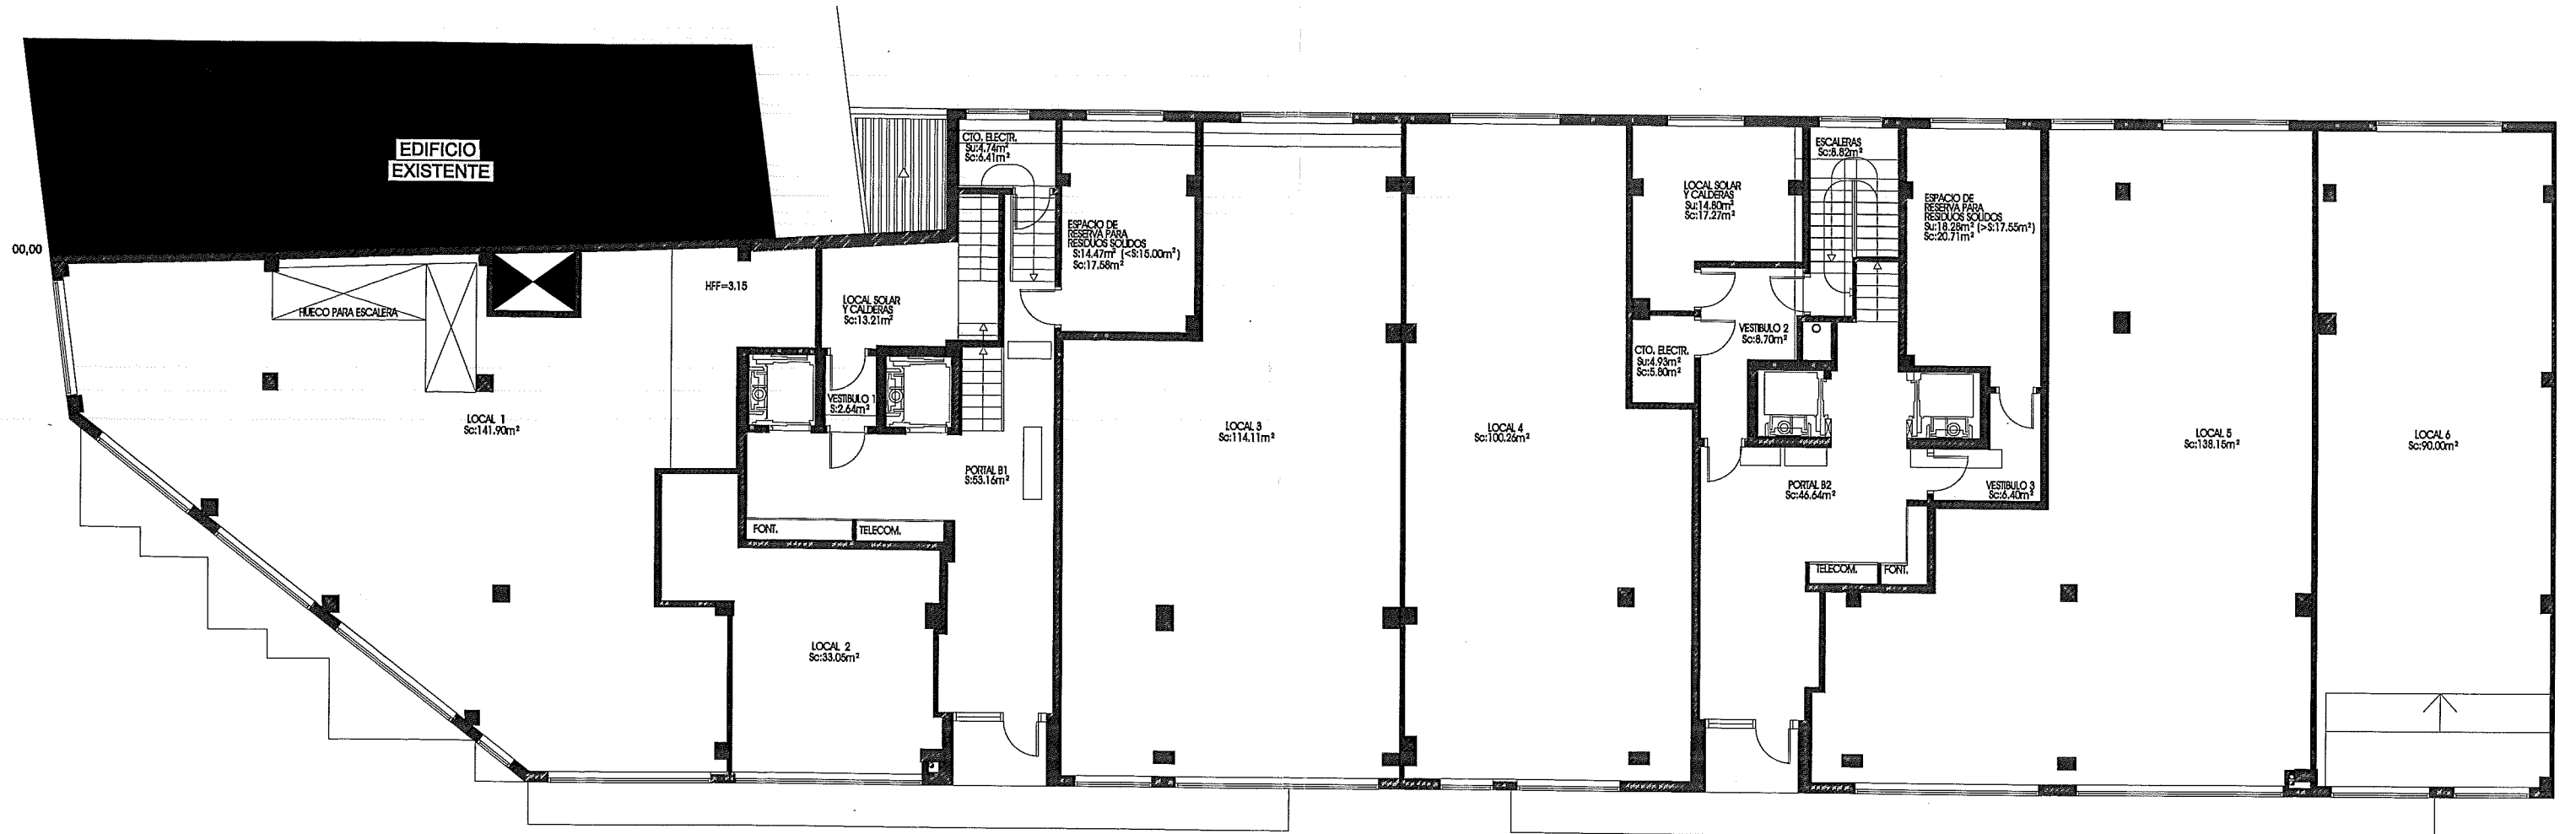 EDIFICIO
EXISTENTE
00,00
HUECO PARA ESCALERA
HFF=3.15
LOCAL 1
Sc:141.90m²
LOCAL SOLAR
Y CALDERAS
Sc:13.21m²
VESTIBULO 1
S:2.64m²
CTO. ELECTR.
Su:4.74m²
Sc:6.41m²
ESPACIO DE
RESERVA PARA
RESIDUOS SOLIDOS
S:14.47m² (<S:15.00m²)
Sc:17.58m²
PORTAL B1
S:53.16m²
FONT.
TELECOM.
LOCAL 2
Sc:33.05m²
LOCAL 3
Sc:114.11m²
LOCAL 4
Sc:100.26m²
LOCAL SOLAR
Y CALDERAS
Su:14.80m²
Sc:17.27m²
ESCALERAS
Sc:8.82m²
CTO. ELECTR.
Su:4.93m²
Sc:5.80m²
VESTIBULO 2
Sc:8.70m²
ESPACIO DE
RESERVA PARA
RESIDUOS SOLIDOS
Su:18.28m² (>S:17.55m²)
Sc:20.71m²
PORTAL B2
Sc:46.64m²
VESTIBULO 3
Sc:6.40m²
TELECOM.
FONT.
LOCAL 5
Sc:138.15m²
LOCAL 6
Sc:90.00m²